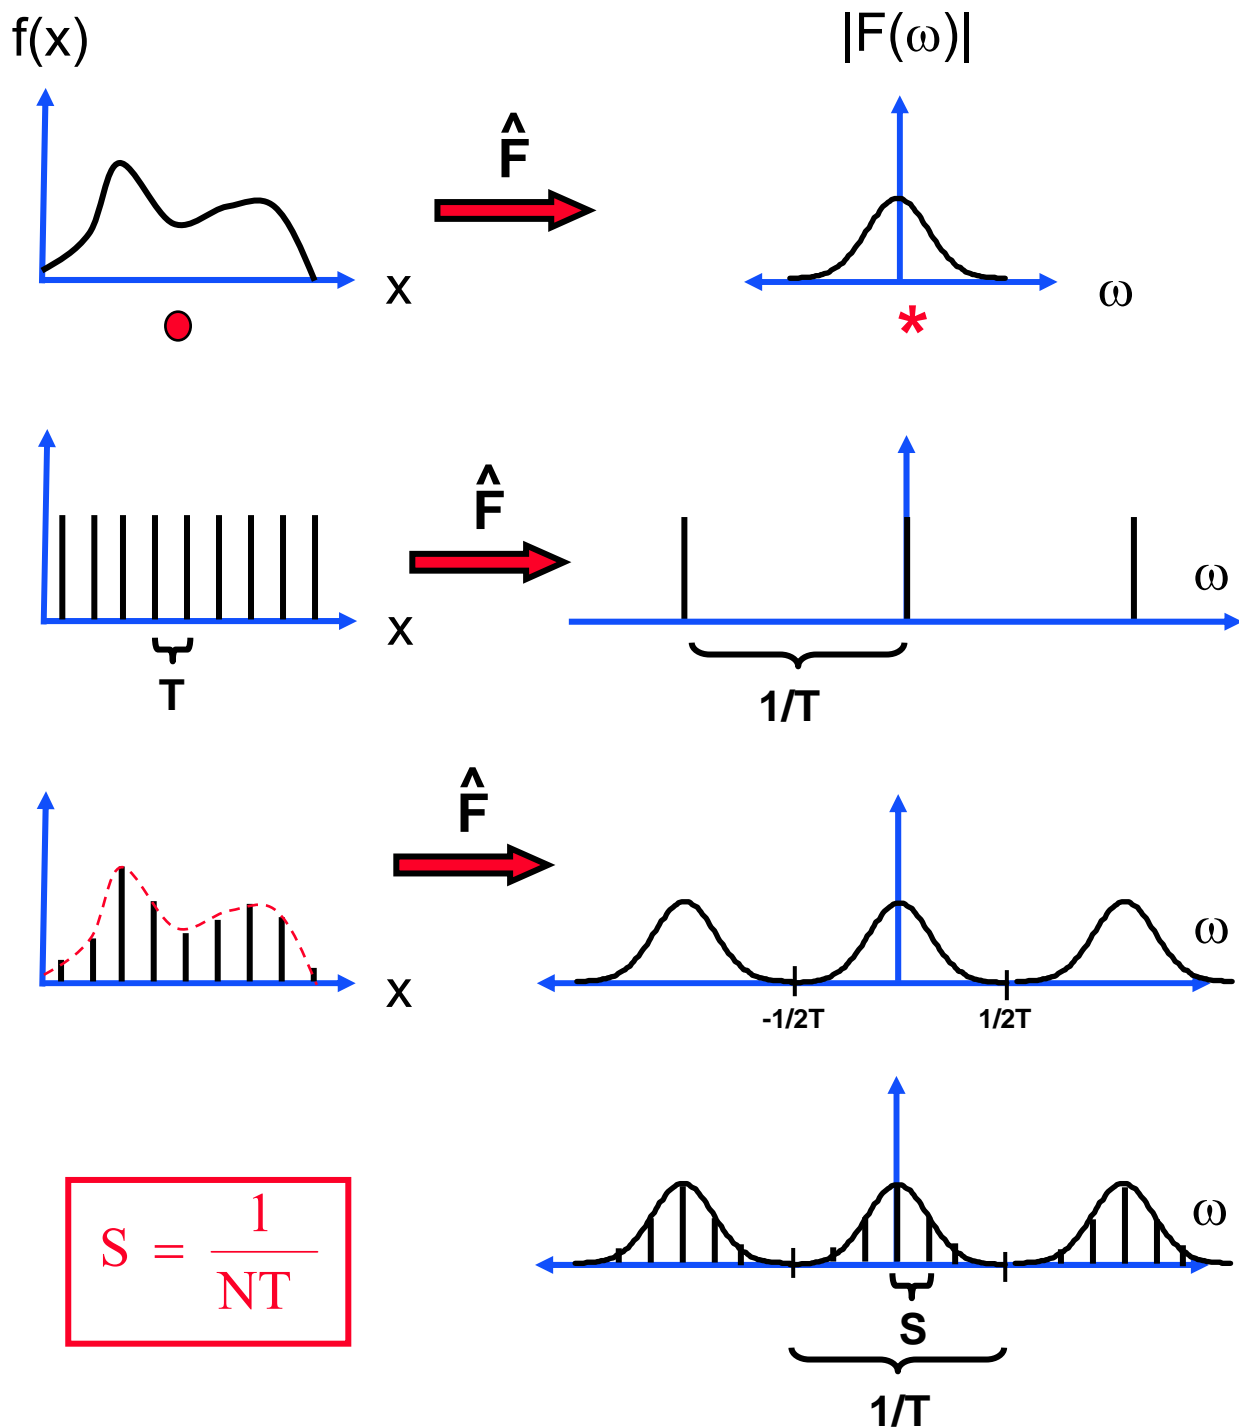 f(x)
|F(ω)|
F̂
x
ω
*
F̂
ω
x
T
1/T
F̂
ω
x
-1/2T
1/2T
S = 1/NT
ω
S
1/T